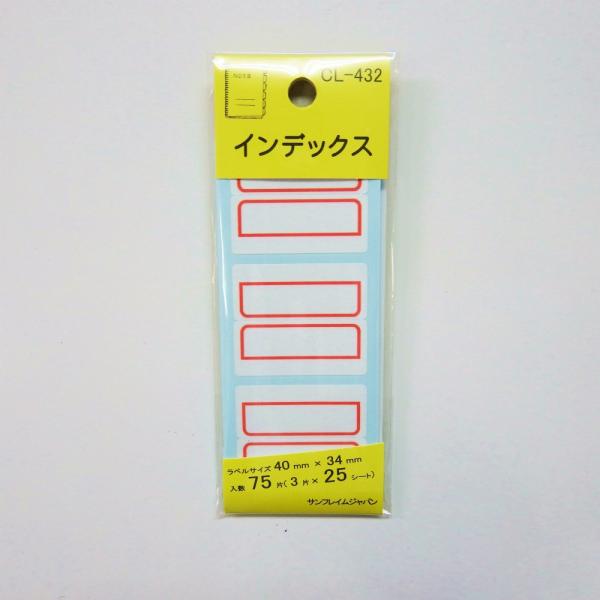 NOTE
CL-432
インデックス
ラベルサイズ 40 mm × 34 mm
入数 75 片(3 片 × 25 シート)
サンフレイムジャパン